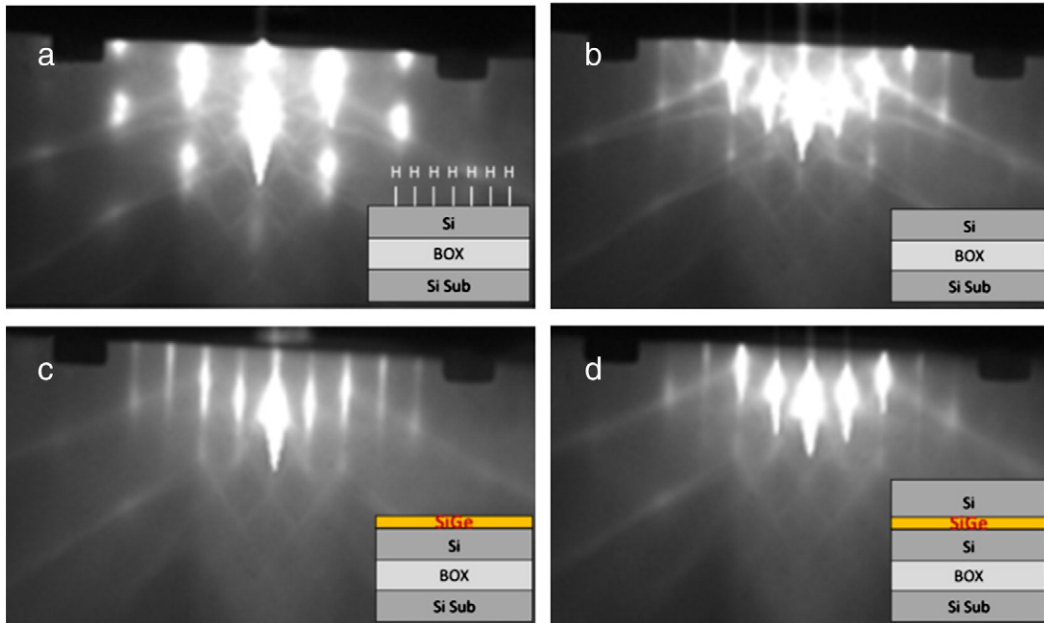 a
H H H H H H H
Si
BOX
Si Sub
b
Si
BOX
Si Sub
c
SiGe
Si
BOX
Si Sub
d
Si
SiGe
Si
BOX
Si Sub